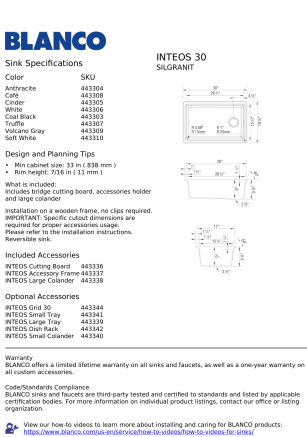 BLANCO
INTEOS 30
SILGRANIT
Sink Specifications
Color SKU
Anthracite 443304
Café 443308
Cinder 443305
White 443306
Coal Black 443303
Truffle 443307
Volcano Gray 443309
Soft White 443310
Design and Planning Tips
• Min cabinet size: 33 in ( 838 mm )
• Rim height: 7/16 in ( 11 mm )
What is included:
Includes bridge cutting board, accessories holder
and large colander
Installation on a wooden frame, no clips required.
IMPORTANT: Specific cutout dimensions are
required for proper accessories usage.
Please refer to the installation instructions.
Reversible sink.
Included Accessories
INTEOS Cutting Board 443336
INTEOS Accessory Frame 443337
INTEOS Large Colander 443338
Optional Accessories
INTEOS Grid 30 443344
INTEOS Small Tray 443341
INTEOS Large Tray 443339
INTEOS Dish Rack 443342
INTEOS Small Colander 443340
Warranty
BLANCO offers a limited lifetime warranty on all sinks and faucets, as well as a one-year warranty on
all custom accessories.
Code/Standards Compliance
BLANCO sinks and faucets are third-party tested and certified to standards and listed by applicable
certification bodies. For more information on individual product listings, contact our office or listing
organization.
View our how-to videos to learn more about installing and caring for BLANCO products:
https://www.blanco.com/us-en/service/how-to-videos/how-to-videos-for-sinks/